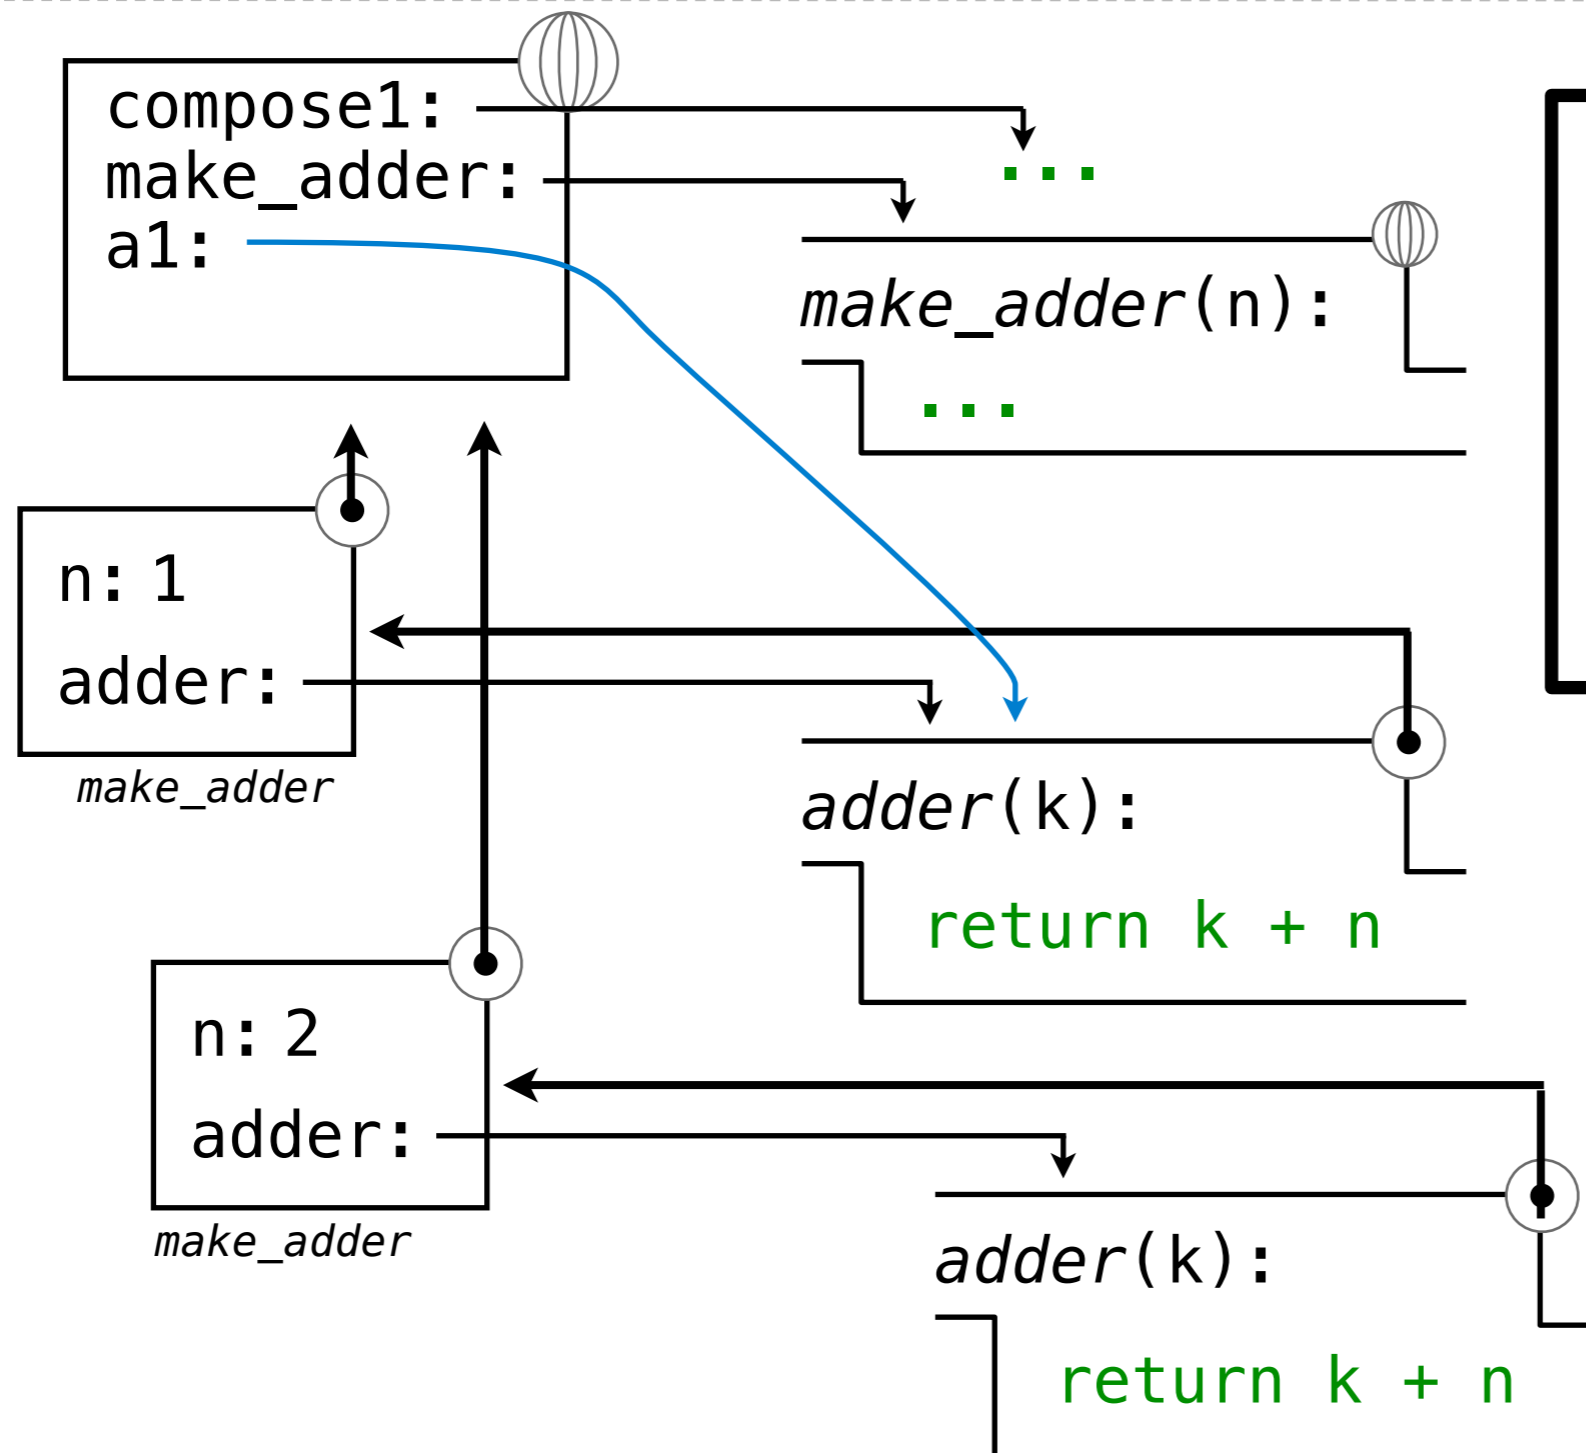 compose1:
make_adder:
a1:
...
make_adder(n):
...
n: 1
adder:
make_adder
adder(k):
return k + n
n: 2
adder:
make_adder
adder(k):
return k + n